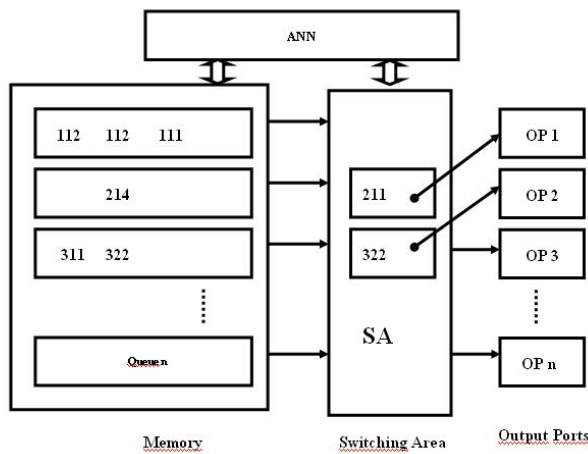 ANN
112 112 111
214
311 322
Queue n
211
322
SA
OP 1
OP 2
OP 3
OP n
Memory
Switching Area
Output Ports